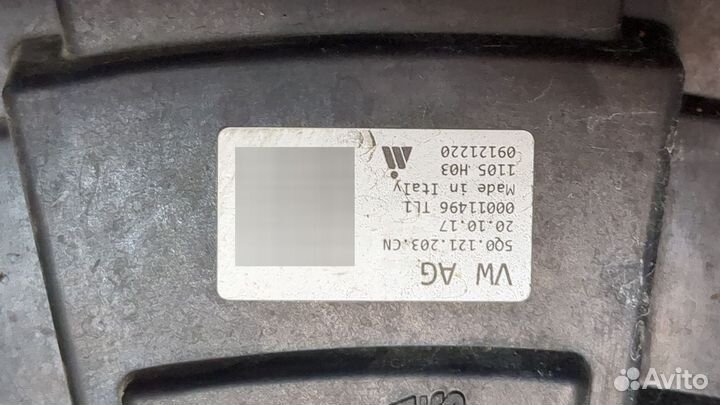 VW AG
5Q0.121.203.CN
20.10.17
00011496 TL1
Made in Italy
1105.H03
09121220
Avito